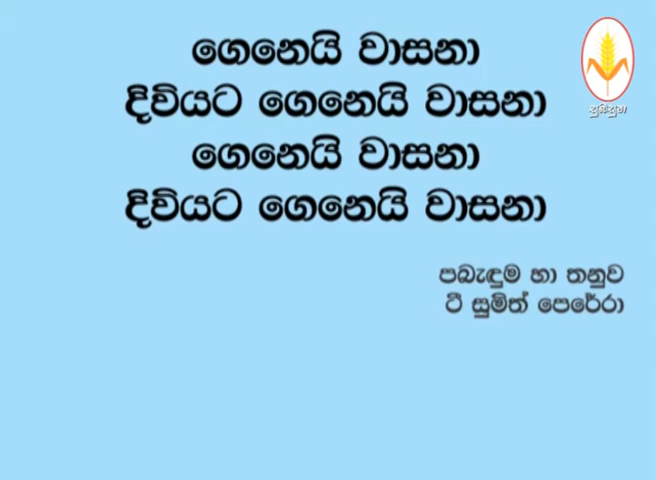 ගෙනෙයි වාසනා
දිවියට ගෙනෙයි වාසනා
ගෙනෙයි වාසනා
දිවියට ගෙනෙයි වාසනා
පබැඳුම හා තනුව
ටී සුමිත් පෙරේරා